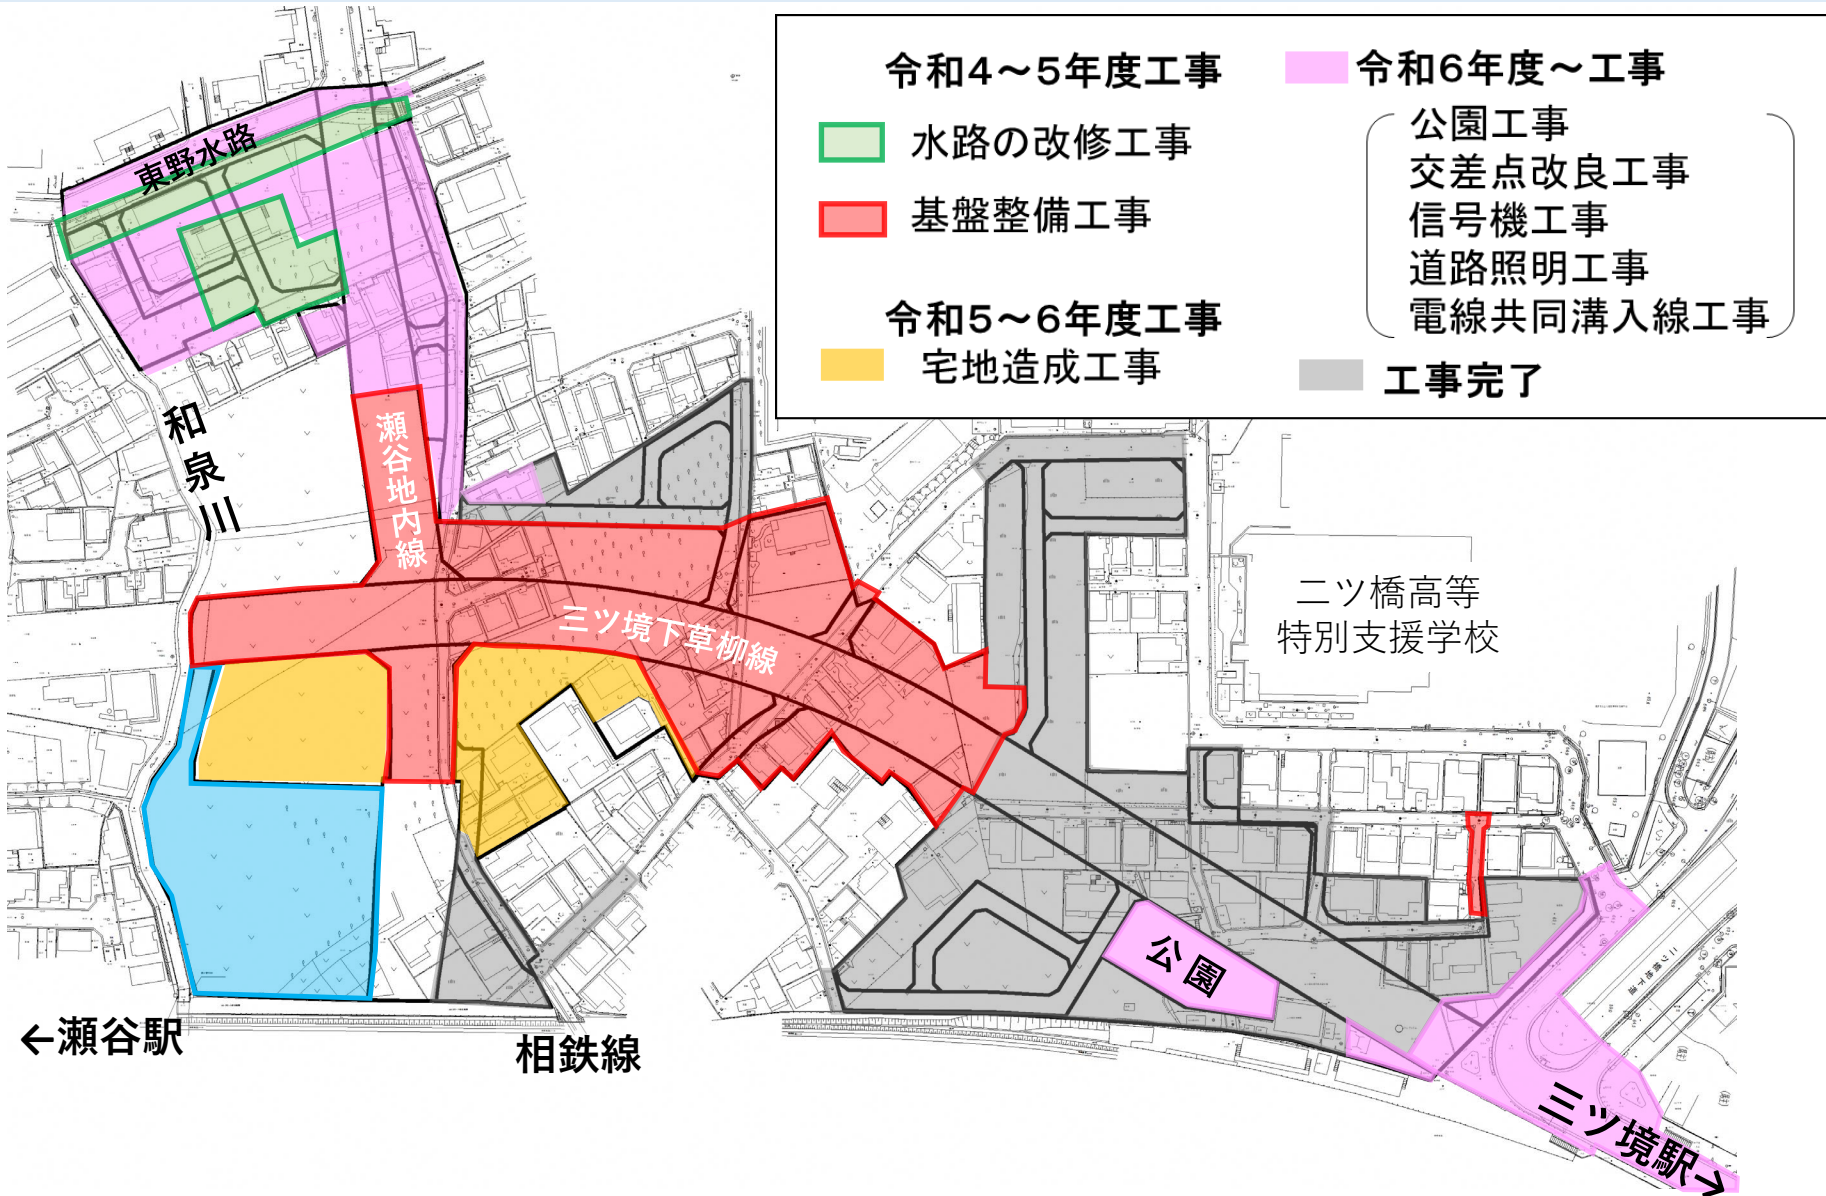 令和4～5年度工事
水路の改修工事
基盤整備工事
令和5～6年度工事
宅地造成工事
令和6年度～工事
公園工事
交差点改良工事
信号機工事
道路照明工事
電線共同溝入線工事
工事完了
東野水路
和泉川
瀬谷地内線
三ツ境下草柳線
二ツ橋高等
特別支援学校
公園
←瀬谷駅
相鉄線
三ツ境駅→